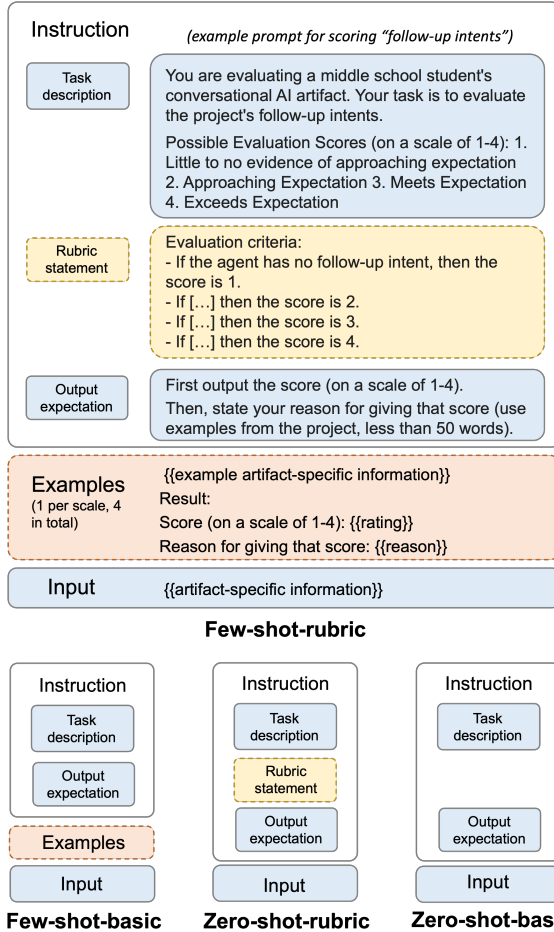 Instruction
(example prompt for scoring “follow-up intents”)
Task
description
You are evaluating a middle school student's
conversational AI artifact. Your task is to evaluate
the project's follow-up intents.
Possible Evaluation Scores (on a scale of 1-4): 1.
Little to no evidence of approaching expectation
2. Approaching Expectation 3. Meets Expectation
4. Exceeds Expectation
Rubric
statement
Evaluation criteria:
- If the agent has no follow-up intent, then the
score is 1.
- If […] then the score is 2.
- If […] then the score is 3.
- If […] then the score is 4.
Output
expectation
First output the score (on a scale of 1-4).
Then, state your reason for giving that score (use
examples from the project, less than 50 words).
Examples
(1 per scale, 4
in total)
{{example artifact-specific information}}
Result:
Score (on a scale of 1-4): {{rating}}
Reason for giving that score: {{reason}}
Input
{{artifact-specific information}}
Few-shot-rubric
Instruction
Task
description
Output
expectation
Examples
Input
Few-shot-basic
Instruction
Task
description
Rubric
statement
Output
expectation
Input
Zero-shot-rubric
Instruction
Task
description
Output
expectation
Input
Zero-shot-bas